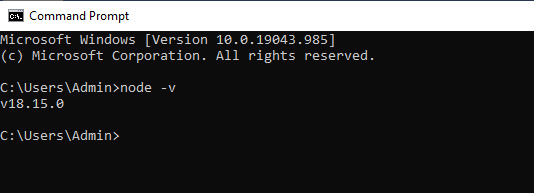 Command Prompt
Microsoft Windows [Version 10.0.19043.985]
(c) Microsoft Corporation. All rights reserved.
C:\Users\Admin>node -v
v18.15.0
C:\Users\Admin>